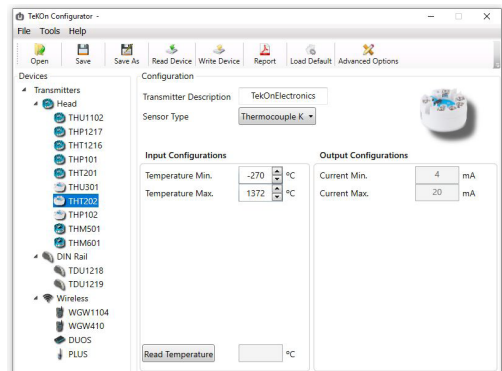 TeKOn Configurator -
File Tools Help
Open Save Save As Read Device Write Device Report Load Default Advanced Options
Devices
Transmitters
Head
THU1102
THP1217
THT1216
THP101
THT201
THU301
THT202
THP102
THM501
THM601
DIN Rail
TDU1218
TDU1219
Wireless
WGW1104
WGW410
DUOS
PLUS
Configuration
Transmitter Description TekOnElectronics
Sensor Type Thermocouple K
Input Configurations
Temperature Min. -270 ºC
Temperature Max. 1372 ºC
Read Temperature ºC
Output Configurations
Current Min. 4 mA
Current Max. 20 mA